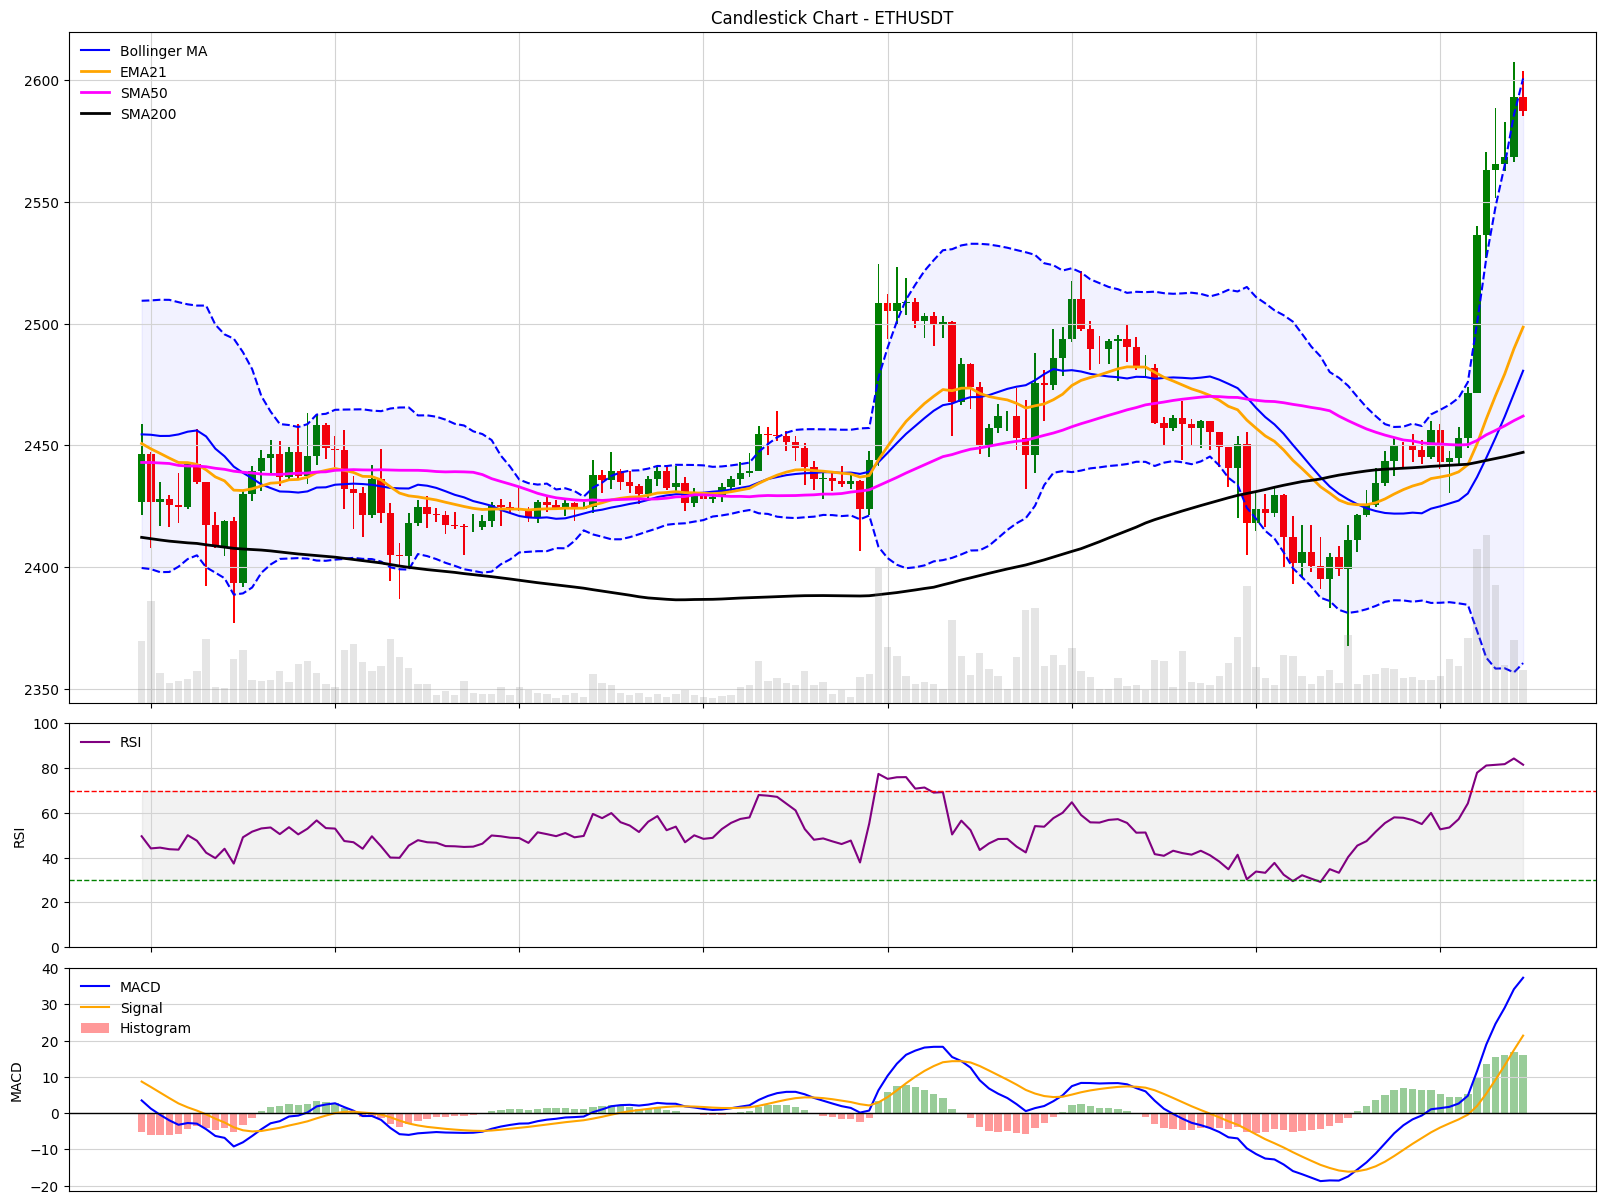 Candlestick Chart - ETHUSDT
Bollinger MA
EMA21
SMA50
SMA200
2600
2550
2500
2450
2400
2350
RSI
RSI
100
80
60
40
20
0
MACD
Signal
Histogram
MACD
40
30
20
10
0
−10
−20